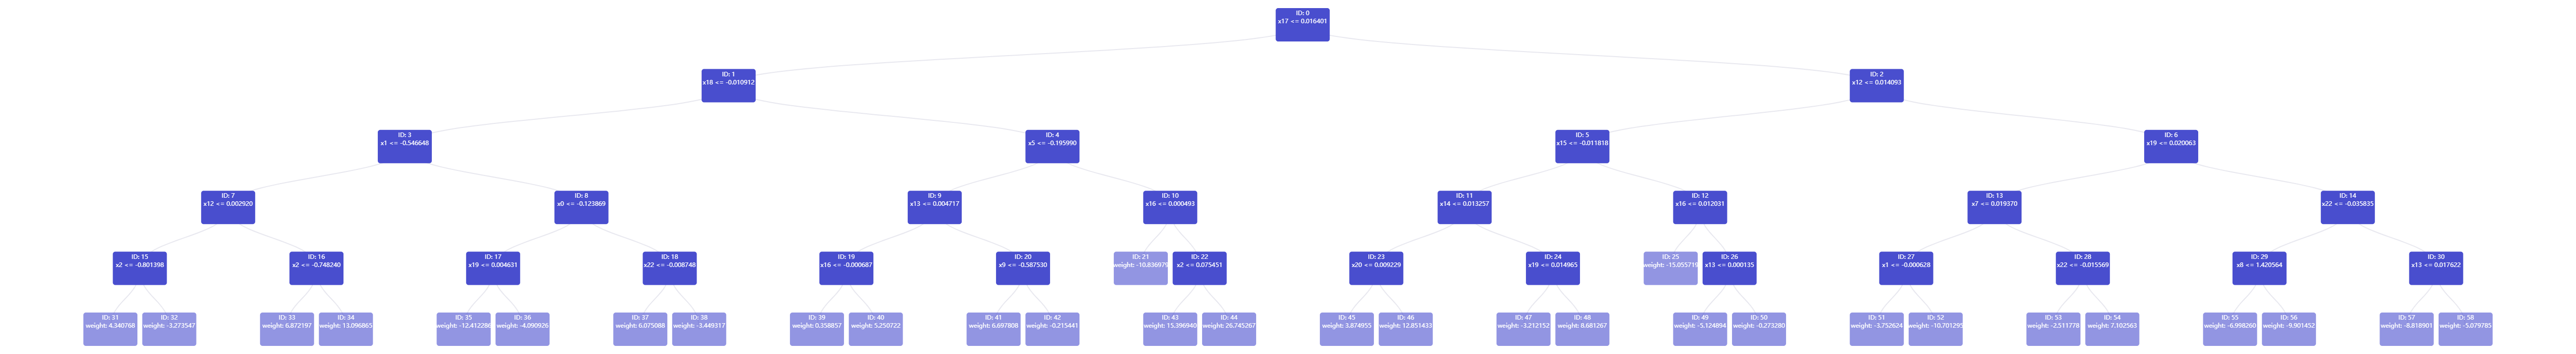 ID: 0
x17 <= 0.016401
ID: 1
x18 <= -0.010912
ID: 2
x12 <= 0.014093
ID: 3
x1 <= -0.546648
ID: 4
x5 <= -0.195990
ID: 5
x15 <= -0.011818
ID: 6
x19 <= 0.020063
ID: 7
x12 <= 0.002920
ID: 8
x0 <= -0.123869
ID: 9
x13 <= 0.004717
ID: 10
x16 <= 0.000493
ID: 11
x14 <= 0.013257
ID: 12
x16 <= 0.012031
ID: 13
x7 <= 0.019370
ID: 14
x22 <= -0.035835
ID: 15
x2 <= -0.801398
ID: 16
x2 <= -0.748240
ID: 17
x19 <= 0.004631
ID: 18
x22 <= -0.008748
ID: 19
x16 <= -0.000687
ID: 20
x9 <= -0.587530
ID: 21
weight: -10.836979
ID: 22
x2 <= 0.075451
ID: 23
x20 <= 0.009229
ID: 24
x19 <= 0.014965
ID: 25
weight: -15.055719
ID: 26
x13 <= 0.000135
ID: 27
x1 <= -0.000628
ID: 28
x22 <= -0.015569
ID: 29
x8 <= 1.420564
ID: 30
x13 <= 0.017622
ID: 31
weight: 4.340768
ID: 32
weight: -3.273547
ID: 33
weight: 6.872197
ID: 34
weight: 13.096865
ID: 35
weight: -12.412286
ID: 36
weight: -4.090926
ID: 37
weight: 6.075088
ID: 38
weight: -3.449317
ID: 39
weight: 0.358857
ID: 40
weight: 5.250722
ID: 41
weight: 6.697808
ID: 42
weight: -0.215441
ID: 43
weight: 15.396940
ID: 44
weight: 26.745267
ID: 45
weight: 3.874955
ID: 46
weight: 12.851433
ID: 47
weight: -3.212152
ID: 48
weight: 8.681267
ID: 49
weight: -5.124894
ID: 50
weight: -0.273280
ID: 51
weight: -3.752624
ID: 52
weight: -10.701295
ID: 53
weight: -2.511778
ID: 54
weight: 7.102563
ID: 55
weight: -6.998260
ID: 56
weight: -9.901452
ID: 57
weight: -8.818901
ID: 58
weight: -5.079785